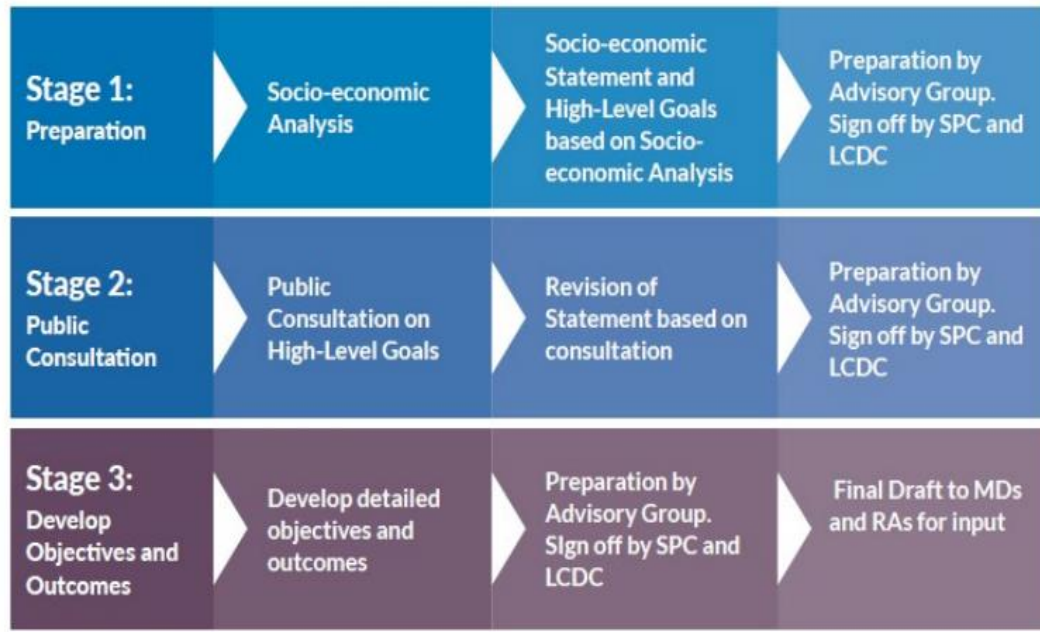 Stage 1:
Preparation
Socio-economic
Analysis
Socio-economic
Statement and
High-Level Goals
based on Socio-
economic Analysis
Preparation by
Advisory Group.
Sign off by SPC and
LCDC
Stage 2:
Public
Consultation
Public
Consultation on
High-Level Goals
Revision of
Statement based on
consultation
Preparation by
Advisory Group.
Sign off by SPC and
LCDC
Stage 3:
Develop
Objectives and
Outcomes
Develop detailed
objectives and
outcomes
Preparation by
Advisory Group.
SIgn off by SPC and
LCDC
Final Draft to MDs
and RAs for input